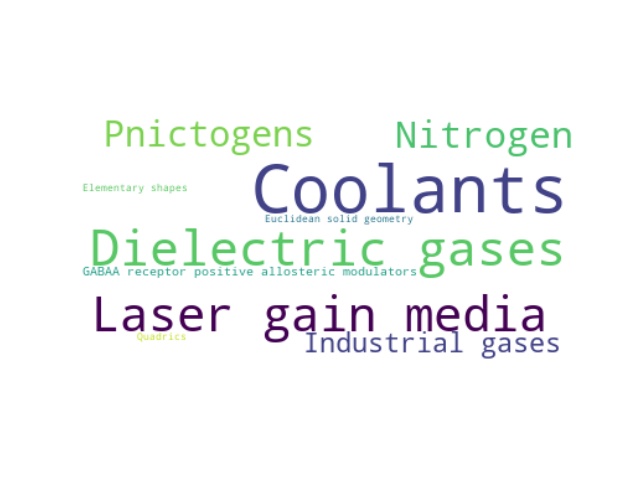 Pnictogens
Nitrogen
Elementary shapes
Coolants
Euclidean solid geometry
Dielectric gases
GABAA receptor positive allosteric modulators
Laser gain media
Quadrics
Industrial gases